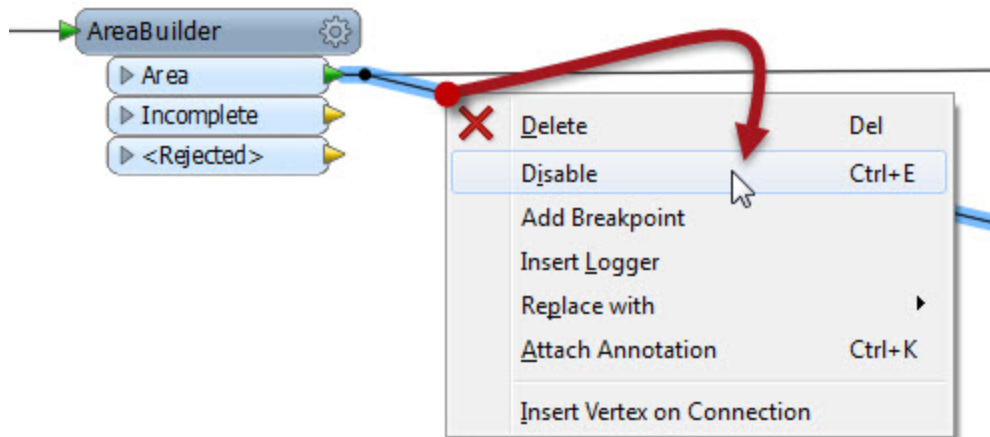 AreaBuilder
Area
Incomplete
<Rejected>
Delete Del
Disable Ctrl+E
Add Breakpoint
Insert Logger
Replace with
Attach Annotation Ctrl+K
Insert Vertex on Connection